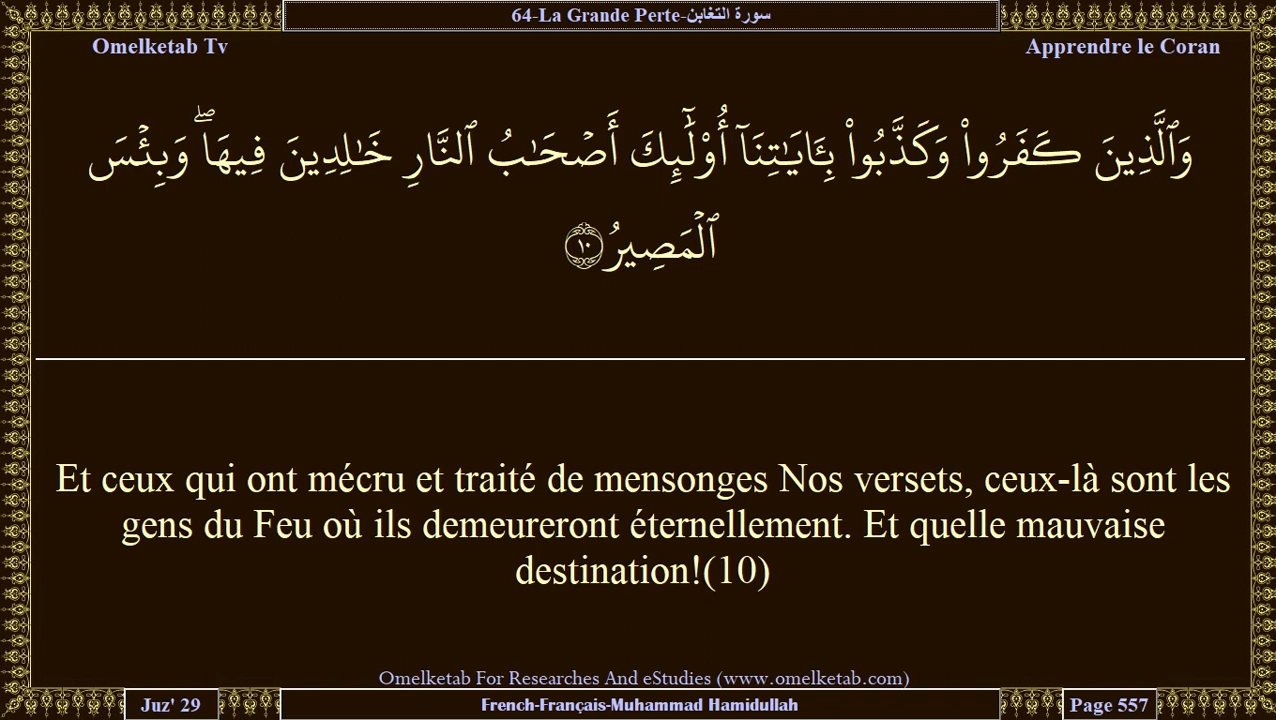 64-La Grande Perte-سورة التغابن
Omelketab Tv
Apprendre le Coran
وَٱلَّذِينَ كَفَرُوا۟ وَكَذَّبُوا۟ بِـَٔايَـٰتِنَآ أُو۟لَـٰٓئِكَ أَصْحَـٰبُ ٱلنَّارِ خَـٰلِدِينَ فِيهَا ۖ وَبِئْسَ
ٱلْمَصِيرُ ۝١٠
Et ceux qui ont mécru et traité de mensonges Nos versets, ceux-là sont les
gens du Feu où ils demeureront éternellement. Et quelle mauvaise
destination!(10)
Omelketab For Researches And eStudies (www.omelketab.com)
Juz' 29
French-Français-Muhammad Hamidullah
Page 557